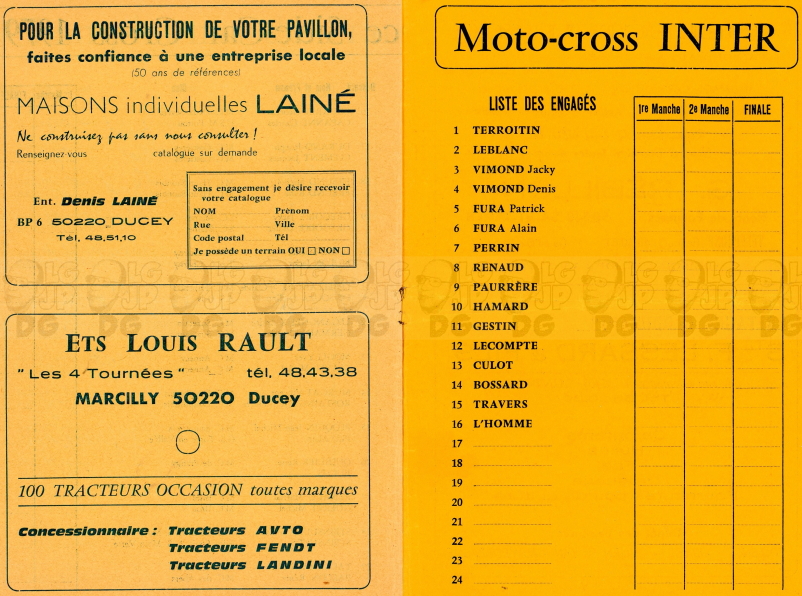 POUR LA CONSTRUCTION DE VOTRE PAVILLON,
faites confiance à une entreprise locale
(50 ans de références)
MAISONS individuelles LAINÉ
Ne construisez pas sans nous consulter !
Renseignez-vous catalogue sur demande
Ent. Denis LAINÉ
BP 6 50220 DUCEY
Tél. 48.51.10
Sans engagement je désire recevoir
votre catalogue
NOM Prénom
Rue Ville
Code postal Tél
Je possède un terrain OUI □ NON □
ETS LOUIS RAULT
"Les 4 Tournées" tél. 48.43.38
MARCILLY 50220 Ducey
100 TRACTEURS OCCASION toutes marques
Concessionnaire : Tracteurs AVTO
Tracteurs FENDT
Tracteurs LANDINI
Moto-cross INTER
LISTE DES ENGAGÉS 1re Manche 2e Manche FINALE
1 TERROITIN
2 LEBLANC
3 VIMOND Jacky
4 VIMOND Denis
5 FURA Patrick
6 FURA Alain
7 PERRIN
8 RENAUD
9 PAURRÈRE
10 HAMARD
11 GESTIN
12 LECOMPTE
13 CULOT
14 BOSSARD
15 TRAVERS
16 L'HOMME
17
18
19
20
21
22
23
24
LG JP DG